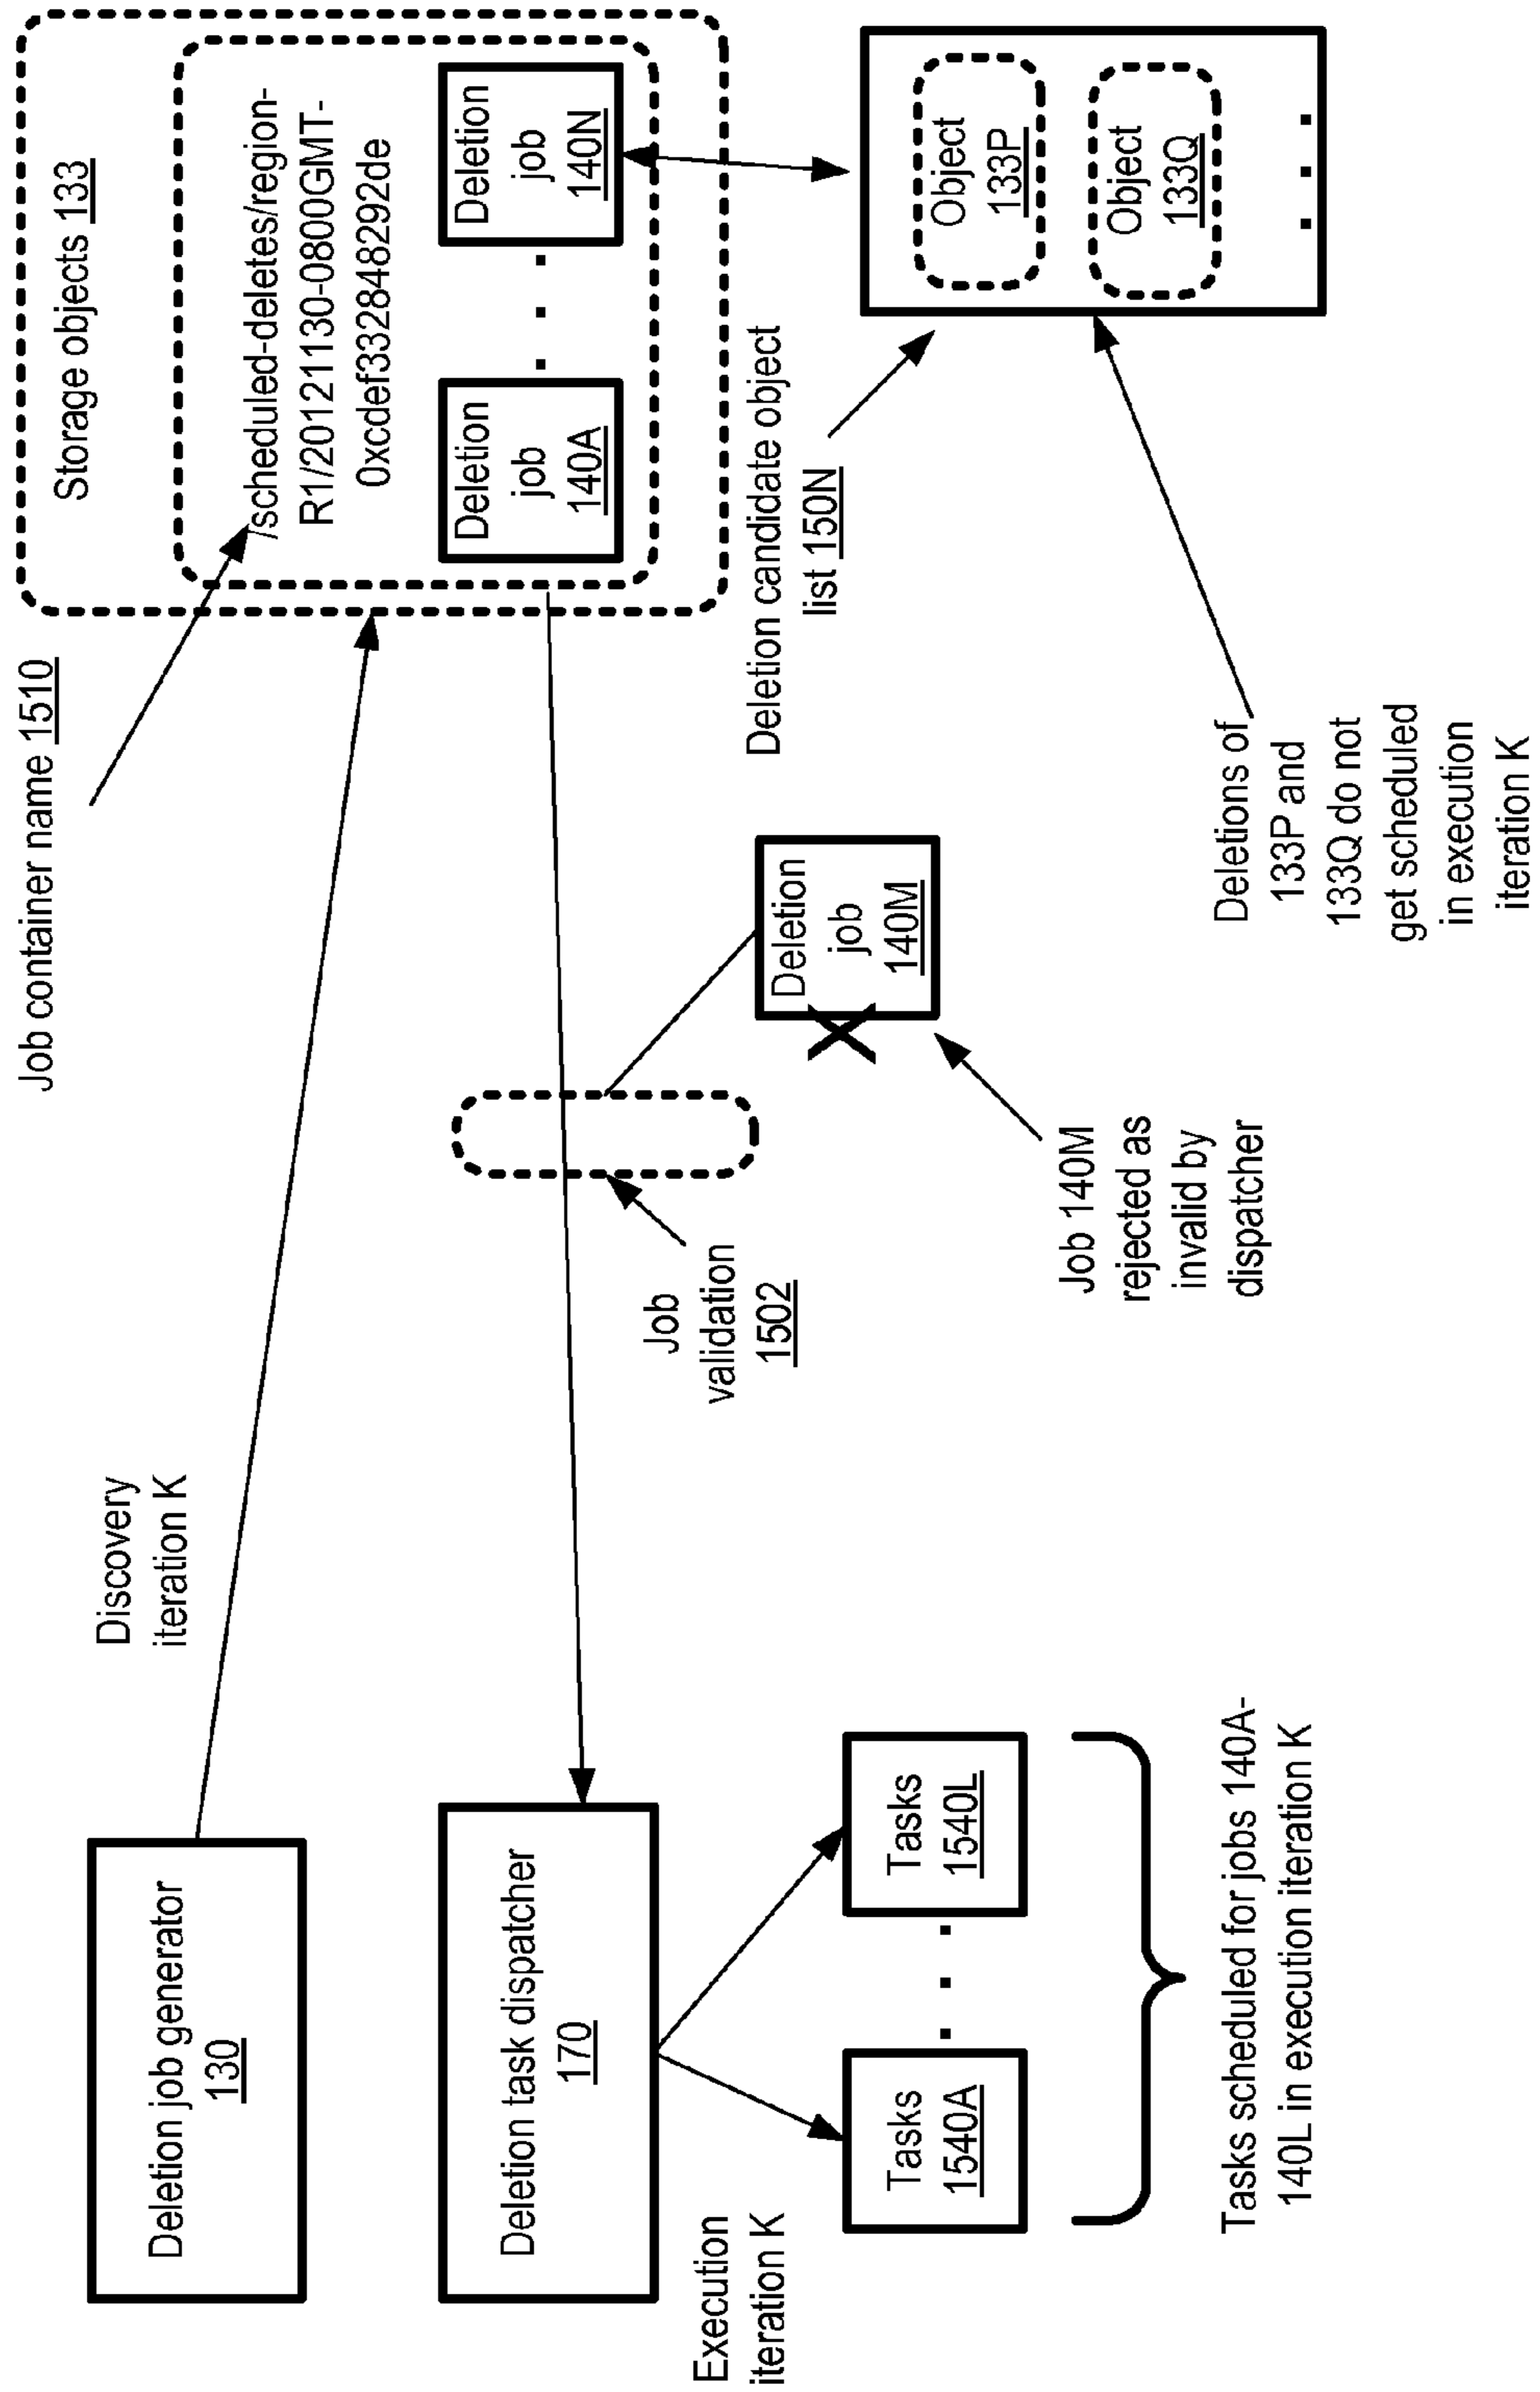 Deletion job generator
130
Discovery
iteration K
Job container name 1510
Storage objects 133
/scheduled-deletes/region-
R1/20121130-0800GMT-
0xcdef33284829​2de
Deletion
job
140A
. . .
Deletion
job
140N
Deletion task dispatcher
170
Execution
iteration K
Tasks
1540A
. . .
Tasks
1540L
Tasks scheduled for jobs 140A-
140L in execution iteration K
Job
validation
1502
Deletion
job
140M
Job 140M
rejected as
invalid by
dispatcher
Deletion candidate object
list 150N
Object
133P
Object
133Q
. . .
Deletions of
133P and
133Q do not
get scheduled
in execution
iteration K